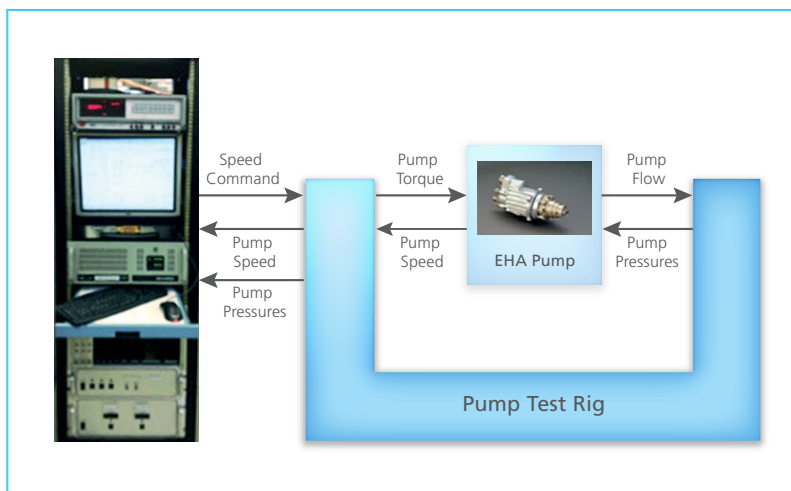 Speed
Command
Pump
Torque
Pump
Flow
Pump
Speed
Pump
Speed
EHA Pump
Pump
Pressures
Pump
Pressures
Pump Test Rig